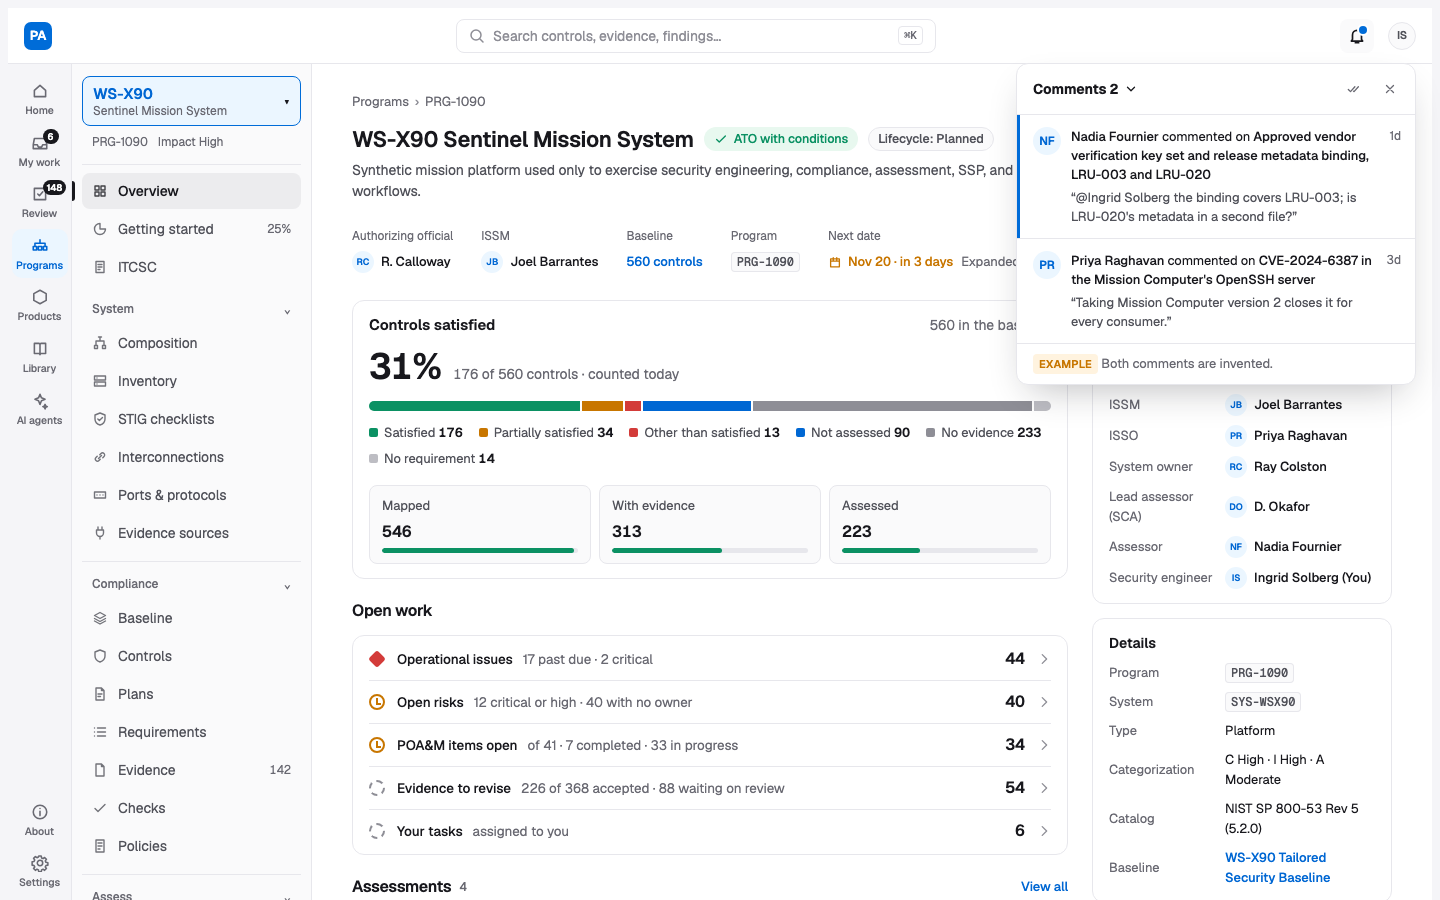 PA
Search controls, evidence, findings...
⌘K
IS
Home
6
My work
148
Review
Programs
Products
Library
AI agents
About
Settings
WS-X90
Sentinel Mission System
PRG-1090 Impact High
Overview
Getting started 25%
ITCSC
System
Composition
Inventory
STIG checklists
Interconnections
Ports & protocols
Evidence sources
Compliance
Baseline
Controls
Plans
Requirements
Evidence 142
Checks
Policies
Assess
Programs › PRG-1090
WS-X90 Sentinel Mission System
ATO with conditions
Lifecycle: Planned
Synthetic mission platform used only to exercise security engineering, compliance, assessment, SSP, and
workflows.
Authorizing official
RC R. Calloway
ISSM
JB Joel Barrantes
Baseline
560 controls
Program
PRG-1090
Next date
Nov 20 · in 3 days Expanded
Controls satisfied
560 in the bas
31% 176 of 560 controls · counted today
Satisfied 176
Partially satisfied 34
Other than satisfied 13
Not assessed 90
No evidence 233
No requirement 14
Mapped
546
With evidence
313
Assessed
223
Open work
Operational issues 17 past due · 2 critical 44
Open risks 12 critical or high · 40 with no owner 40
POA&M items open of 41 · 7 completed · 33 in progress 34
Evidence to revise 226 of 368 accepted · 88 waiting on review 54
Your tasks assigned to you 6
Assessments 4
View all
Comments 2
NF
Nadia Fournier commented on Approved vendor
verification key set and release metadata binding,
LRU-003 and LRU-020
1d
“@Ingrid Solberg the binding covers LRU-003; is
LRU-020's metadata in a second file?”
PR
Priya Raghavan commented on CVE-2024-6387 in
the Mission Computer's OpenSSH server
3d
“Taking Mission Computer version 2 closes it for
every consumer.”
EXAMPLE Both comments are invented.
ISSM JB Joel Barrantes
ISSO PR Priya Raghavan
System owner RC Ray Colston
Lead assessor
(SCA)
DO D. Okafor
Assessor NF Nadia Fournier
Security engineer IS Ingrid Solberg (You)
Details
Program PRG-1090
System SYS-WSX90
Type Platform
Categorization
C High · I High · A
Moderate
Catalog
NIST SP 800-53 Rev 5
(5.2.0)
Baseline
WS-X90 Tailored
Security Baseline